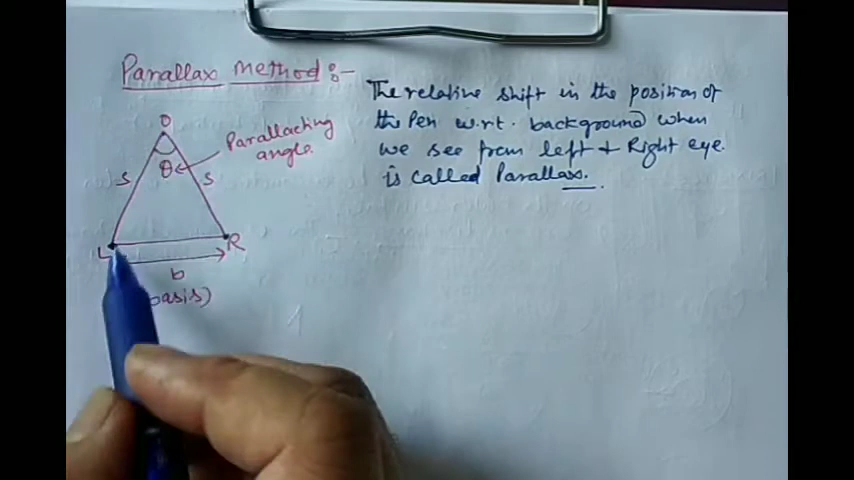 Parallax method :-
The relative shift in the position of
the Pen w.r.t. background when
we see from left + Right eye.
is called Parallax.
O
Parallacting
angle.
θ
S
S
L
R
b
basis)